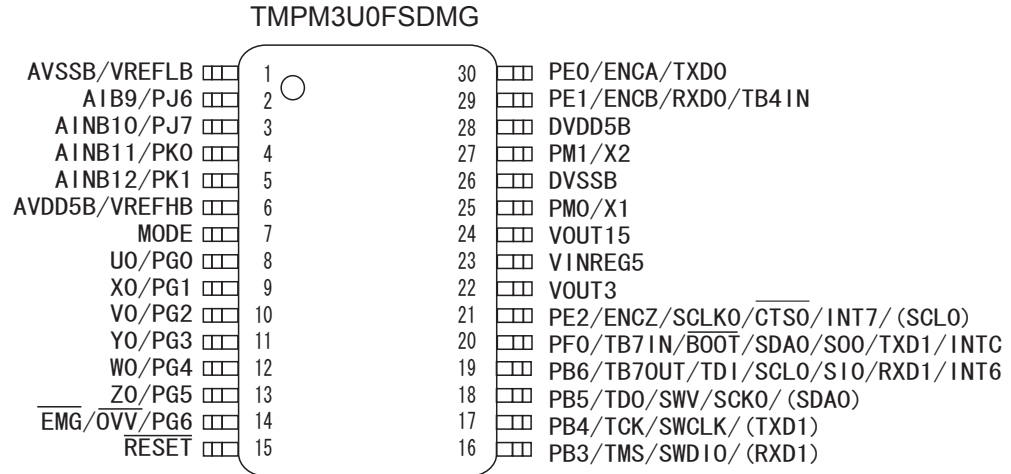 TMPM3U0FSDMG
AVSSB/VREFLB 1 30 PE0/ENCA/TXD0
AIB9/PJ6 2 29 PE1/ENCB/RXD0/TB4IN
AINB10/PJ7 3 28 DVDD5B
AINB11/PK0 4 27 PM1/X2
AINB12/PK1 5 26 DVSSB
AVDD5B/VREFHB 6 25 PM0/X1
MODE 7 24 VOUT15
U0/PG0 8 23 VINREG5
X0/PG1 9 22 VOUT3
V0/PG2 10 21 PE2/ENCZ/SCLK0/CTS0/INT7/(SCL0)
Y0/PG3 11 20 PF0/TB7IN/BOOT/SDA0/SO0/TXD1/INTC
W0/PG4 12 19 PB6/TB7OUT/TDI/SCL0/SI0/RXD1/INT6
Z0/PG5 13 18 PB5/TDO/SWV/SCK0/(SDA0)
EMG/OVV/PG6 14 17 PB4/TCK/SWCLK/(TXD1)
RESET 15 16 PB3/TMS/SWDIO/(RXD1)